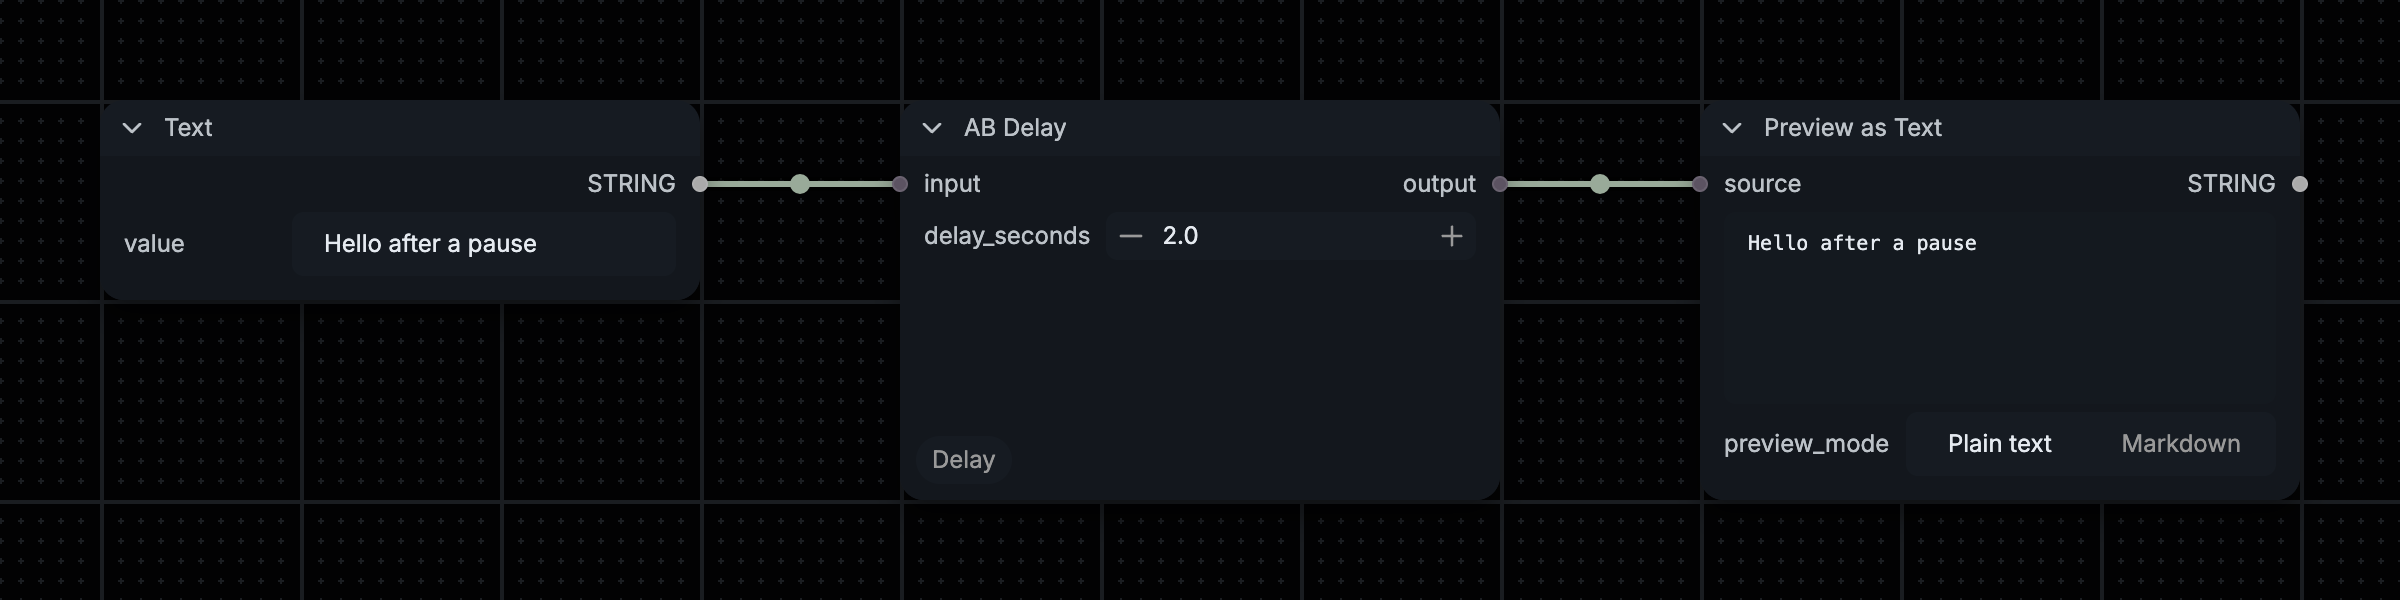 Text
STRING
value
Hello after a pause
AB Delay
input
output
delay_seconds
2.0
Delay
Preview as Text
source
STRING
Hello after a pause
preview_mode
Plain text
Markdown